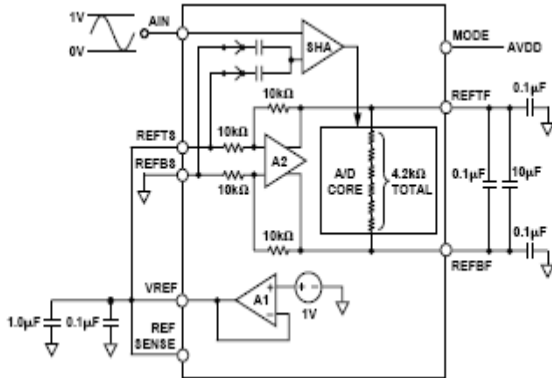 1V
0V
AIN
SHA
MODE
AVDD
0.1µF
10kΩ
REFTF
REFTS
10kΩ
REFBS
A2
10kΩ
A/D
CORE
4.2kΩ
TOTAL
0.1µF
10µF
10kΩ
0.1µF
REFBF
VREF
A1
+
−
+ −
1V
1.0µF
0.1µF
REF
SENSE